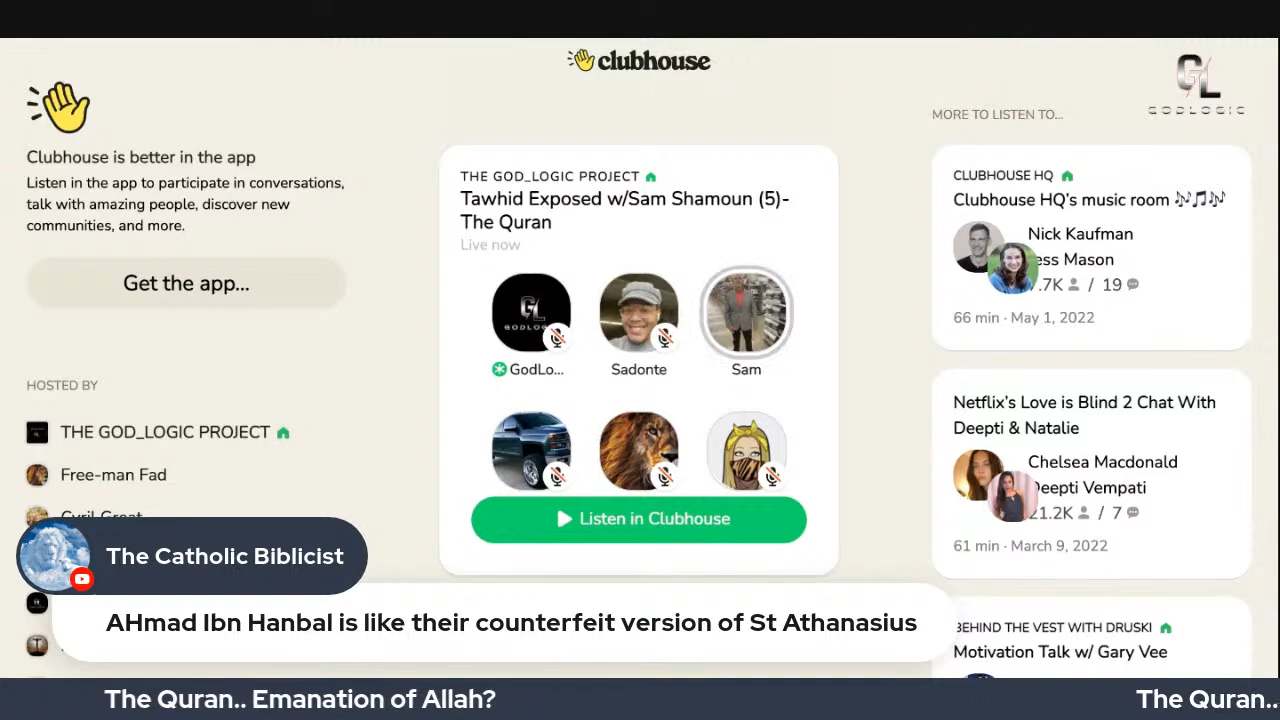 clubhouse
GL
GODLOGIC
Clubhouse is better in the app
Listen in the app to participate in conversations,
talk with amazing people, discover new
communities, and more.
Get the app...
HOSTED BY
THE GOD_LOGIC PROJECT
Free-man Fad
Cyril Great
THE GOD_LOGIC PROJECT
Tawhid Exposed w/Sam Shamoun (5)-
The Quran
Live now
GodLo...
Sadonte
Sam
Listen in Clubhouse
MORE TO LISTEN TO...
CLUBHOUSE HQ
Clubhouse HQ's music room 🎶🎵🎶
Nick Kaufman
ess Mason
.7K / 19
66 min · May 1, 2022
Netflix's Love is Blind 2 Chat With
Deepti & Natalie
Chelsea Macdonald
Deepti Vempati
21.2K / 7
61 min · March 9, 2022
BEHIND THE VEST WITH DRUSKI
Motivation Talk w/ Gary Vee
The Catholic Biblicist
AHmad Ibn Hanbal is like their counterfeit version of St Athanasius
The Quran.. Emanation of Allah?
The Quran..